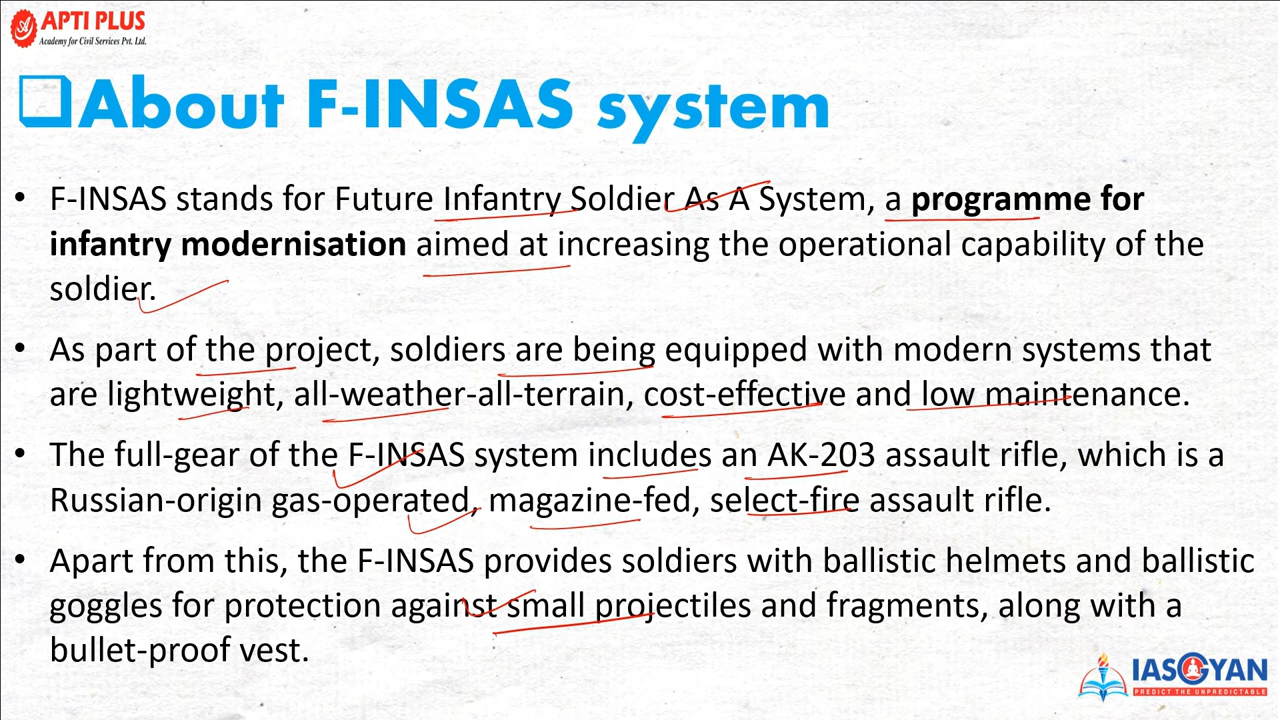 APTI PLUS
Academy for Civil Services Pvt. Ltd.
About F-INSAS system
• F-INSAS stands for Future Infantry Soldier As A System, a programme for
infantry modernisation aimed at increasing the operational capability of the
soldier.
• As part of the project, soldiers are being equipped with modern systems that
are lightweight, all-weather-all-terrain, cost-effective and low maintenance.
• The full-gear of the F-INSAS system includes an AK-203 assault rifle, which is a
Russian-origin gas-operated, magazine-fed, select-fire assault rifle.
• Apart from this, the F-INSAS provides soldiers with ballistic helmets and ballistic
goggles for protection against small projectiles and fragments, along with a
bullet-proof vest.
IASGYAN
PREDICT THE UNPREDICTABLE